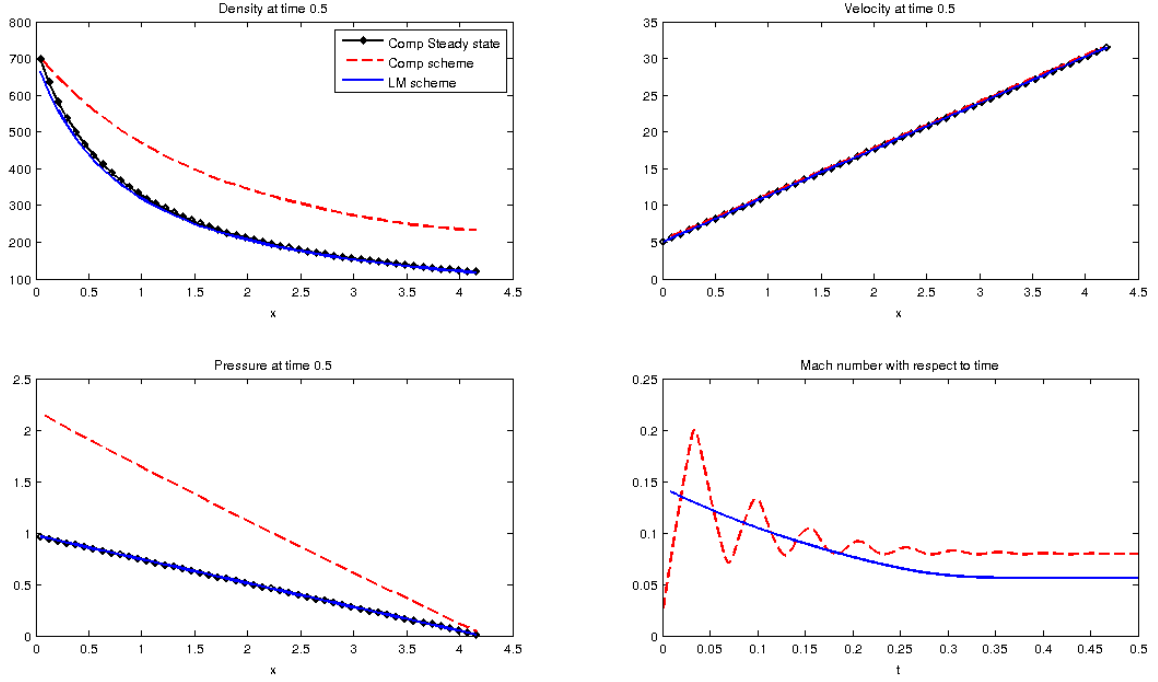 Density at time 0.5
800
700
600
500
400
300
200
100
0 0.5 1 1.5 2 2.5 3 3.5 4 4.5
x
Comp Steady state
Comp scheme
LM scheme
Velocity at time 0.5
35
30
25
20
15
10
5
0
0 0.5 1 1.5 2 2.5 3 3.5 4 4.5
x
Pressure at time 0.5
2.5
2
1.5
1
0.5
0
0 0.5 1 1.5 2 2.5 3 3.5 4 4.5
x
Mach number with respect to time
0.25
0.2
0.15
0.1
0.05
0
0 0.05 0.1 0.15 0.2 0.25 0.3 0.35 0.4 0.45 0.5
t